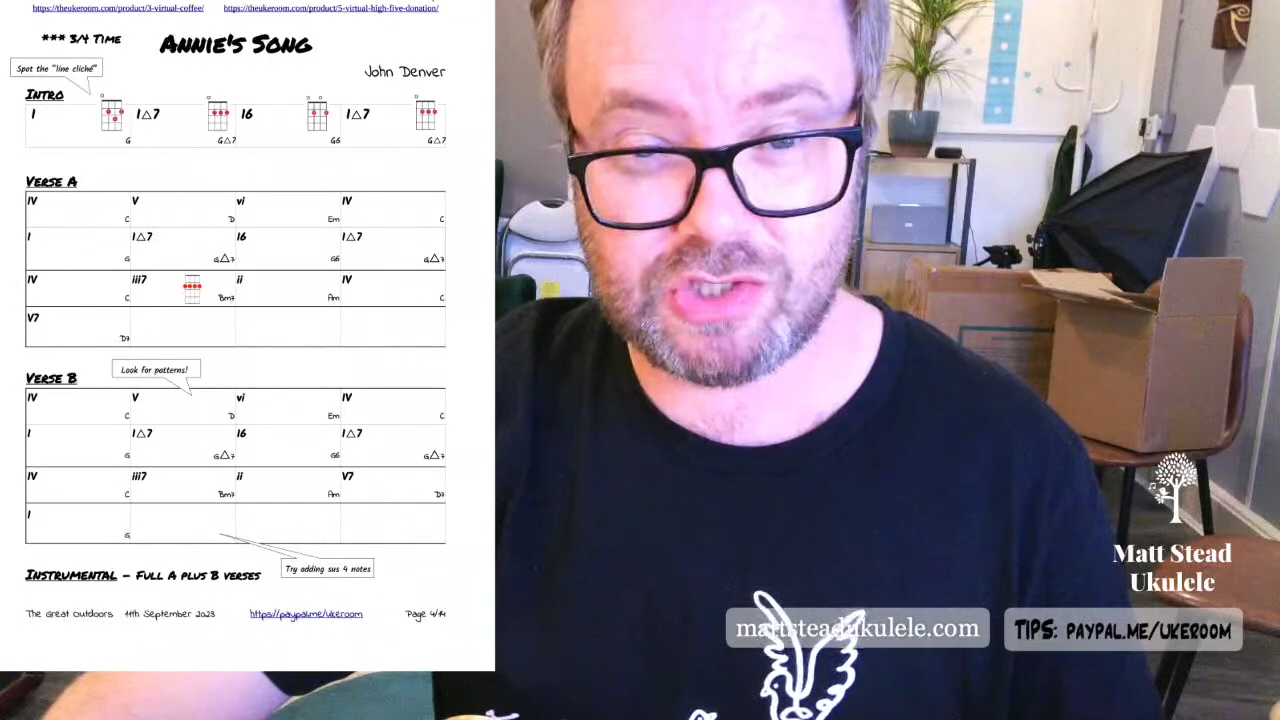 https://theukeroom.com/product/3-virtual-coffee/ https://theukeroom.com/product/5-virtual-high-five-donation/
*** 3/4 Time Annie's Song
John Denver
Spot the "line cliché"
Intro
I I△7 I6 I△7
G G△7 G6 G△7
Verse A
IV V vi IV
C D Em C
I I△7 I6 I△7
G G△7 G6 G△7
IV iii7 ii IV
C Bm7 Am C
V7
D7
Look for patterns!
Verse B
IV V vi IV
C D Em C
I I△7 I6 I△7
G G△7 G6 G△7
IV iii7 ii V7
C Bm7 Am D7
I
G
Try adding sus 4 notes
Instrumental – Full A plus B verses
The Great Outdoors 11th September 2023 https://paypal.me/ukeroom Page 4/14
Matt Stead
Ukulele
mattsteadukulele.com
TIPS: PAYPAL.ME/UKEROOM